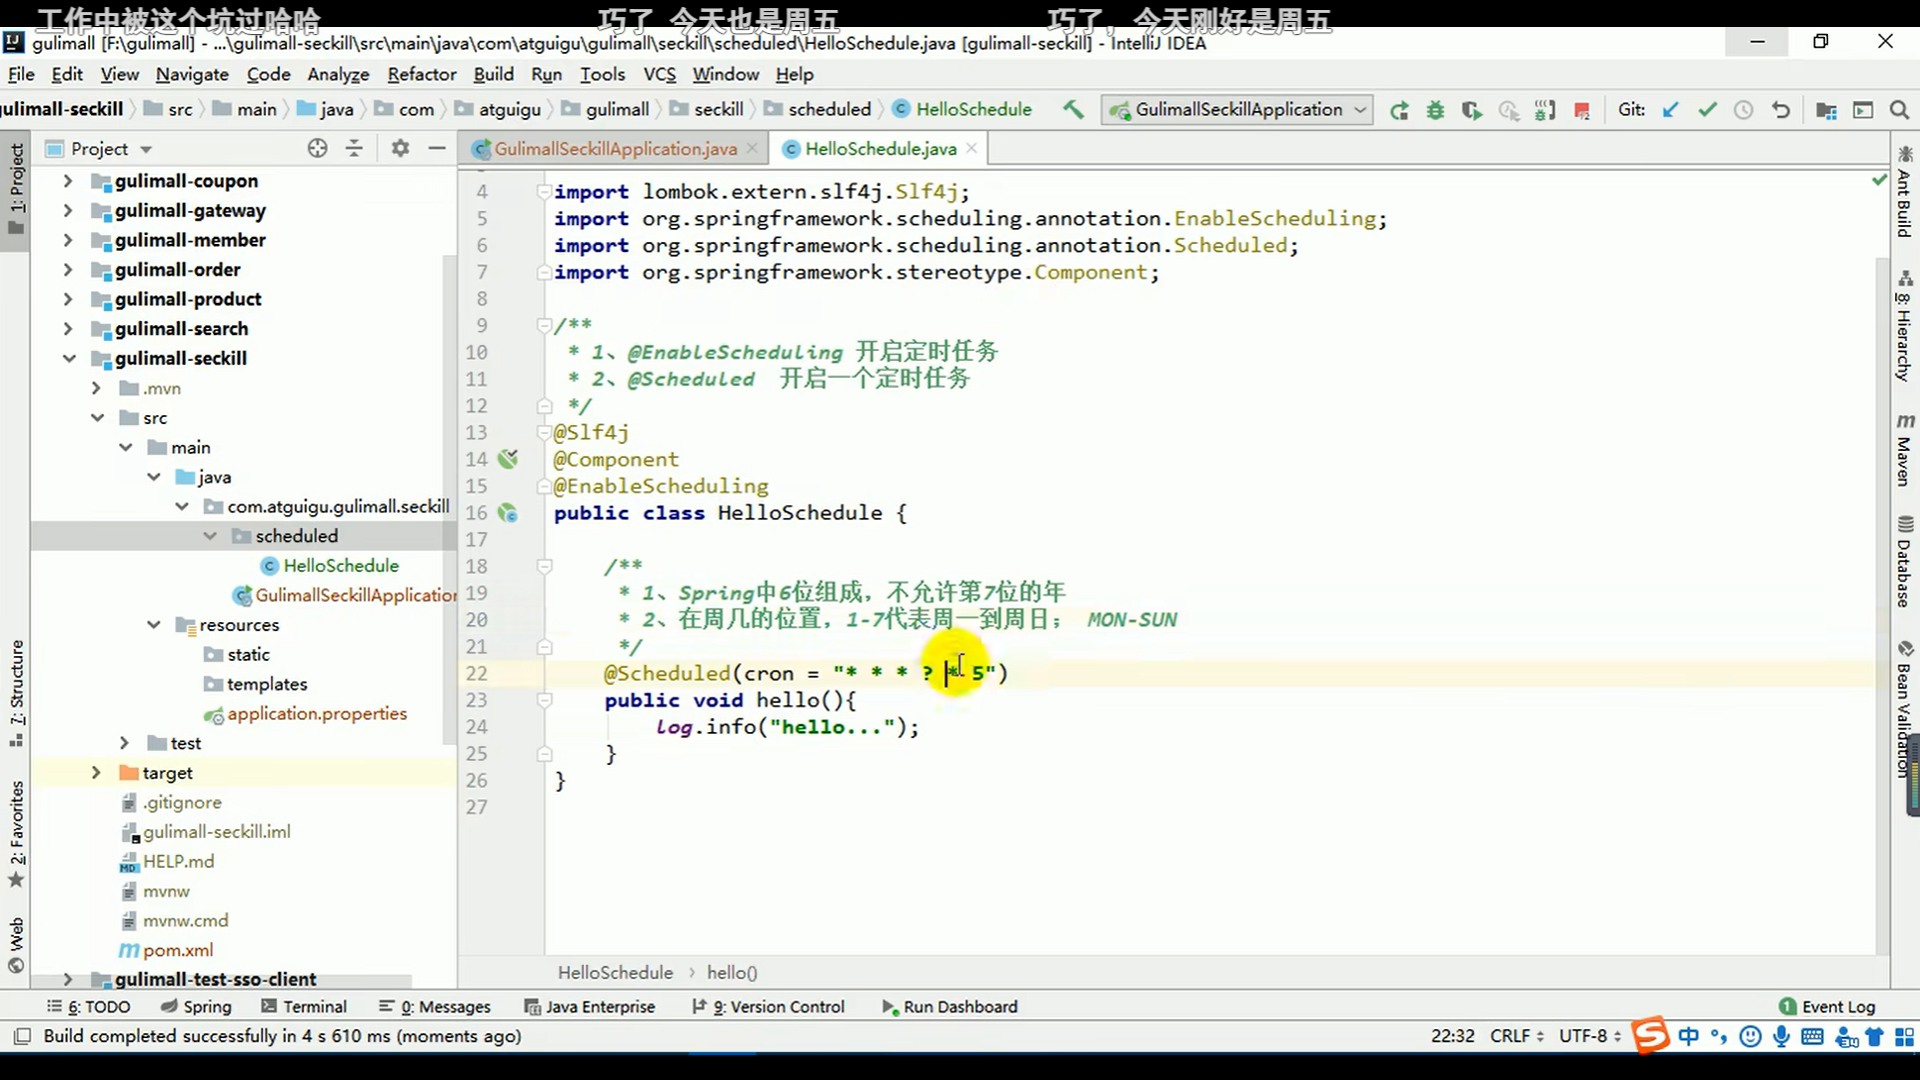 工作中被这个坑过哈哈
巧了 今天也是周五
巧了，今天刚好是周五
gulimall [F:\gulimall] - ...\gulimall-seckill\src\main\java\com\atguigu\gulimall\seckill\scheduled\HelloSchedule.java [gulimall-seckill] - IntelliJ IDEA
File Edit View Navigate Code Analyze Refactor Build Run Tools VCS Window Help
gulimall-seckill src main java com atguigu gulimall seckill scheduled HelloSchedule GulimallSeckillApplication Git:
1: Project
7: Structure
2: Favorites
Web
Project
gulimall-coupon
gulimall-gateway
gulimall-member
gulimall-order
gulimall-product
gulimall-search
gulimall-seckill
.mvn
src
main
java
com.atguigu.gulimall.seckill
scheduled
HelloSchedule
GulimallSeckillApplication
resources
static
templates
application.properties
test
target
.gitignore
gulimall-seckill.iml
HELP.md
mvnw
mvnw.cmd
pom.xml
gulimall-test-sso-client
GulimallSeckillApplication.java HelloSchedule.java
4 import lombok.extern.slf4j.Slf4j;
5 import org.springframework.scheduling.annotation.EnableScheduling;
6 import org.springframework.scheduling.annotation.Scheduled;
7 import org.springframework.stereotype.Component;
8
9 /**
10 * 1、@EnableScheduling 开启定时任务
11 * 2、@Scheduled 开启一个定时任务
12 */
13 @Slf4j
14 @Component
15 @EnableScheduling
16 public class HelloSchedule {
17
18 /**
19 * 1、Spring中6位组成，不允许第7位的年
20 * 2、在周几的位置，1-7代表周一到周日； MON-SUN
21 */
22 @Scheduled(cron = "* * * ? * 5")
23 public void hello(){
24 log.info("hello...");
25 }
26 }
27
HelloSchedule hello()
Ant Build
8: Hierarchy
Maven
Database
Bean Validation
6: TODO Spring Terminal 0: Messages Java Enterprise 9: Version Control Run Dashboard 1 Event Log
Build completed successfully in 4 s 610 ms (moments ago) 22:32 CRLF UTF-8 中